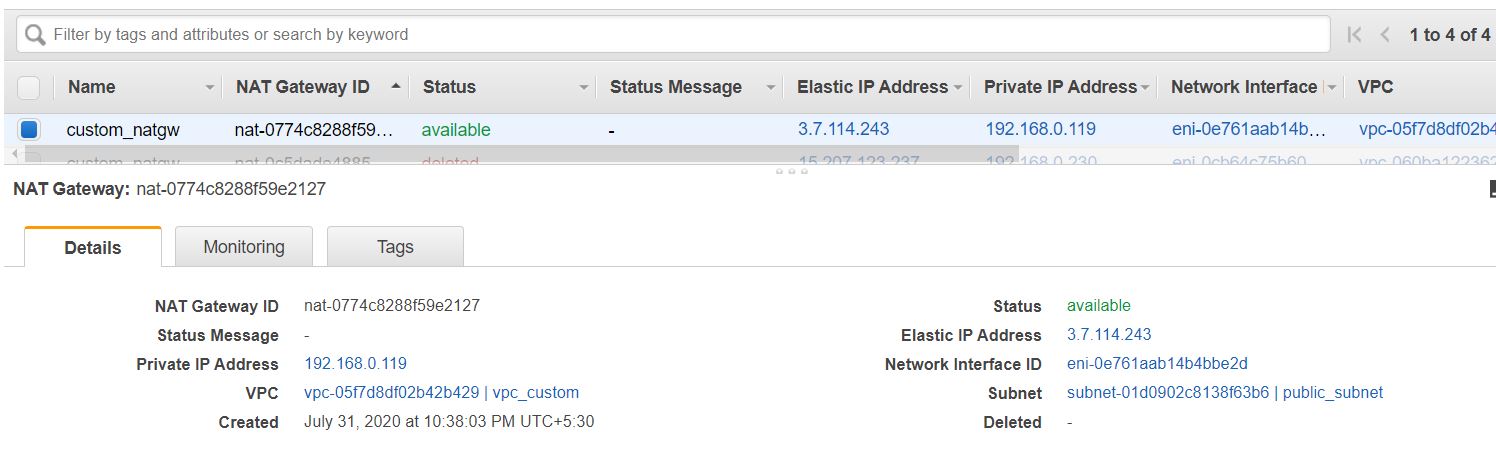 Filter by tags and attributes or search by keyword 1 to 4 of 4
Name NAT Gateway ID Status Status Message Elastic IP Address Private IP Address Network Interface VPC
custom_natgw nat-0774c8288f59... available - 3.7.114.243 192.168.0.119 eni-0e761aab14b... vpc-05f7d8df02b4
custom_natgw nat-0c5dade4885 deleted 15.207.123.237 192.168.0.230 eni-0cb64c75b60 vpc-060ba122362
NAT Gateway: nat-0774c8288f59e2127
Details Monitoring Tags
NAT Gateway ID nat-0774c8288f59e2127 Status available
Status Message - Elastic IP Address 3.7.114.243
Private IP Address 192.168.0.119 Network Interface ID eni-0e761aab14b4bbe2d
VPC vpc-05f7d8df02b42b429 | vpc_custom Subnet subnet-01d0902c8138f63b6 | public_subnet
Created July 31, 2020 at 10:38:03 PM UTC+5:30 Deleted -